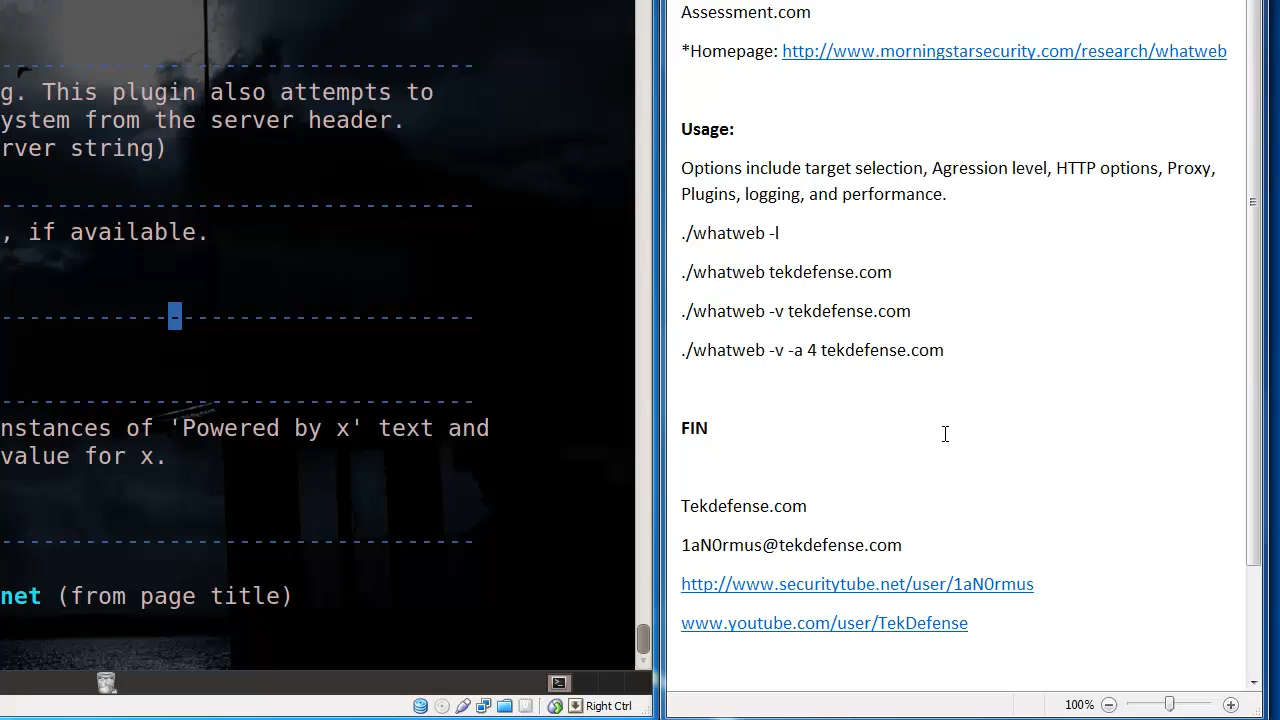 g. This plugin also attempts to
ystem from the server header.
rver string)
, if available.
nstances of 'Powered by x' text and
value for x.
net (from page title)
Right Ctrl
Assessment.com
*Homepage: http://www.morningstarsecurity.com/research/whatweb
Usage:
Options include target selection, Agression level, HTTP options, Proxy,
Plugins, logging, and performance.
./whatweb -l
./whatweb tekdefense.com
./whatweb -v tekdefense.com
./whatweb -v -a 4 tekdefense.com
FIN
Tekdefense.com
1aN0rmus@tekdefense.com
http://www.securitytube.net/user/1aN0rmus
www.youtube.com/user/TekDefense
100%